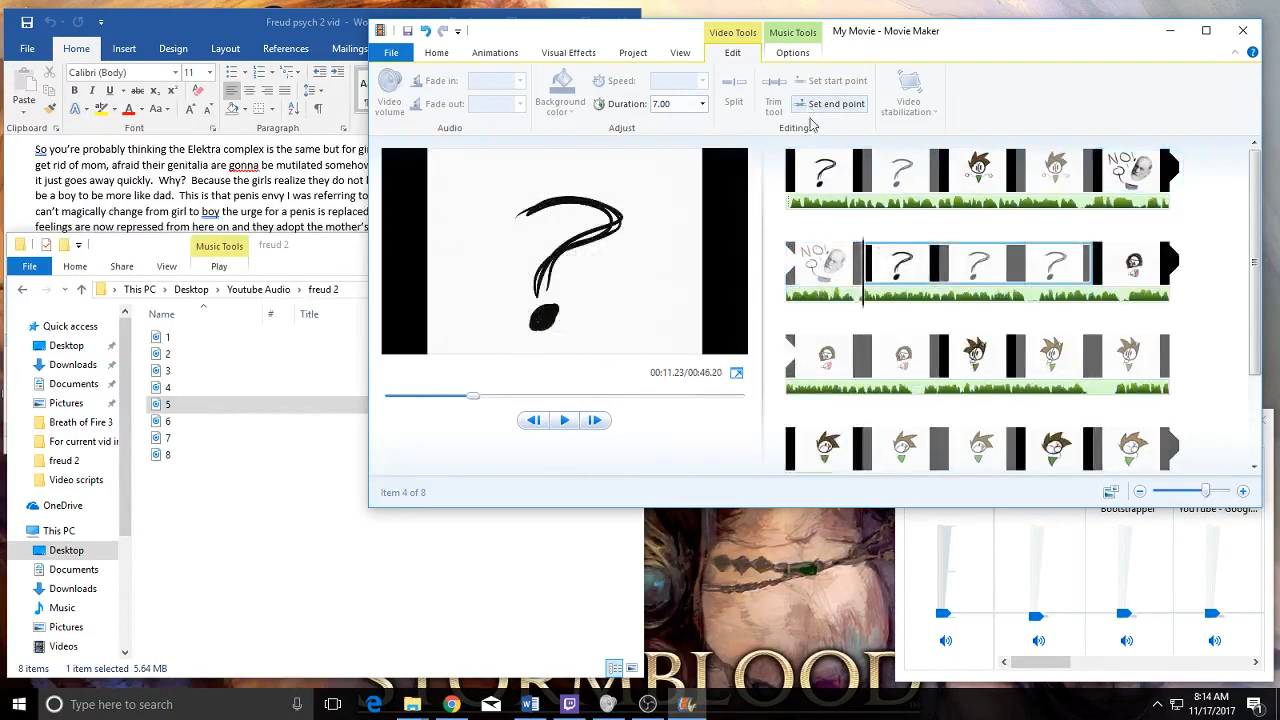 Freud psych 2 vid - Wo
File Home Insert Draw Design Layout References Mailings
Calibri (Body) 11
Paste
Clipboard Font Paragraph
So you're probably thinking the Elektra complex is the same but for gi
get rid of mom, afraid their genitalia are gonna be mutilated somehow
it just goes away quickly. Why? Because the girls realize they do not h
be a boy to be more like dad. This is that penis envy I was referring to
can't magically change from girl to boy the urge for a penis is replaced
feelings are now repressed from here on and they adopt the mother's
Video Tools Music Tools My Movie - Movie Maker
File Home Animations Visual Effects Project View Edit Options
Video volume
Fade in:
Fade out:
Audio
Background color
Speed:
Duration: 7.00
Adjust
Split
Trim tool
Set start point
Set end point
Editing
Video stabilization
NO!
NO!
00:11.23/00:46.20
Item 4 of 8
Music Tools freud 2
File Home Share View Play
This PC Desktop Youtube Audio freud 2
Name # Title
Quick access
Desktop
Downloads
Documents
Pictures
Breath of Fire 3
For current vid in
freud 2
Video scripts
OneDrive
This PC
Desktop
Documents
Downloads
Music
Pictures
Videos
1
2
3
4
5
6
7
8
8 items 1 item selected 5.64 MB
Bootstrapper YouTube - Googl...
STORMBLOOD
Type here to search
8:14 AM
11/17/2017